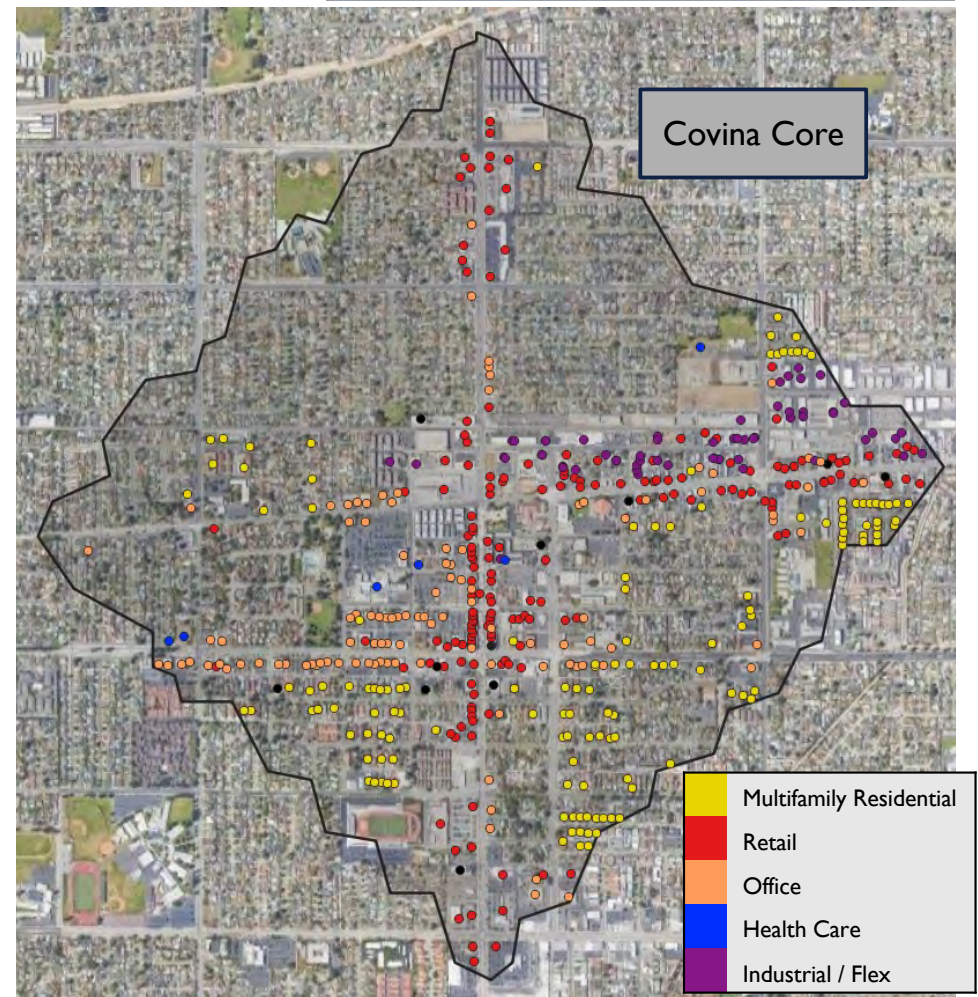 Covina Core
Multifamily Residential
Retail
Office
Health Care
Industrial / Flex